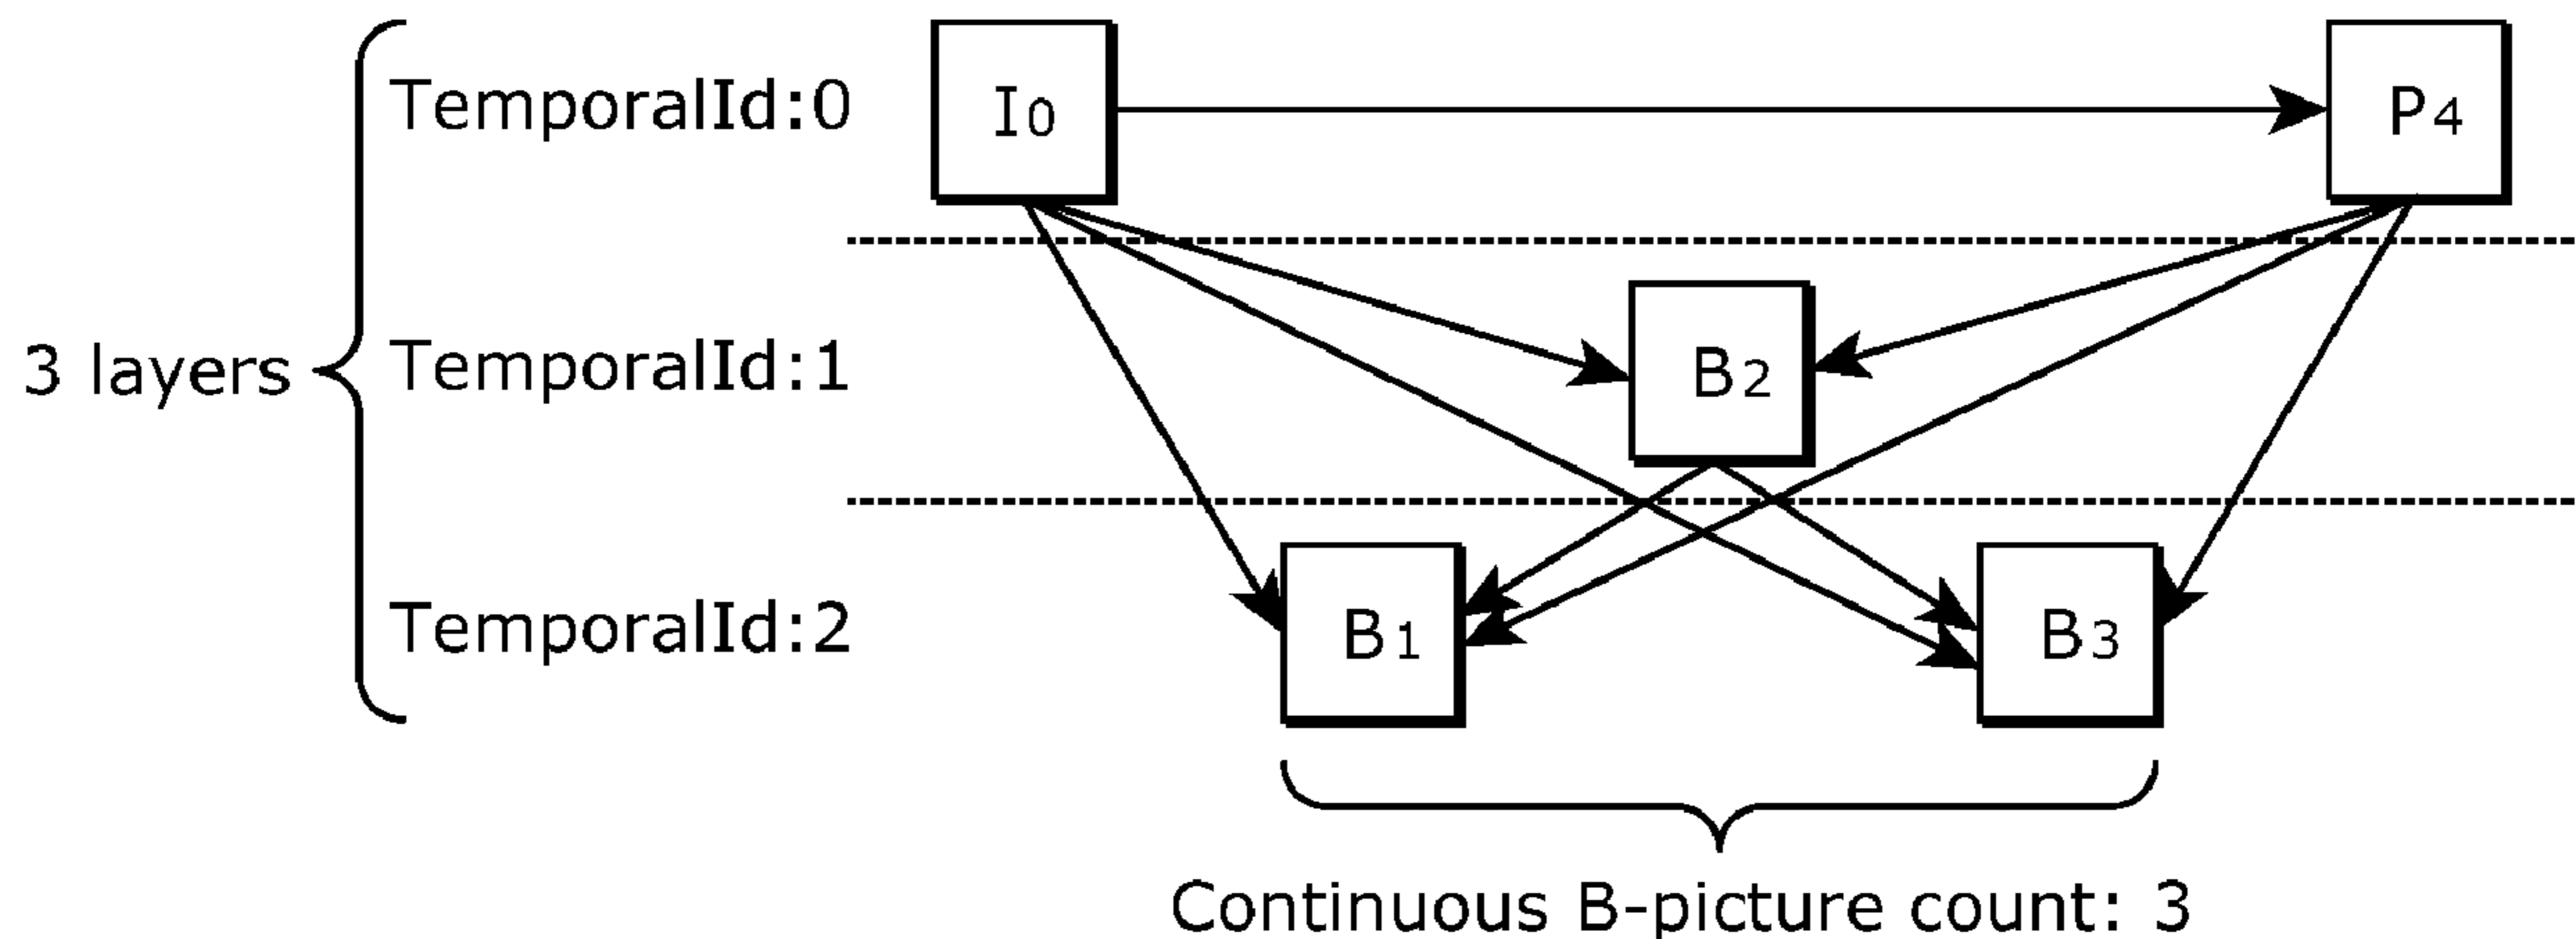 TemporalId:0
I0
P4
3 layers
TemporalId:1
B2
TemporalId:2
B1
B3
Continuous B-picture count: 3